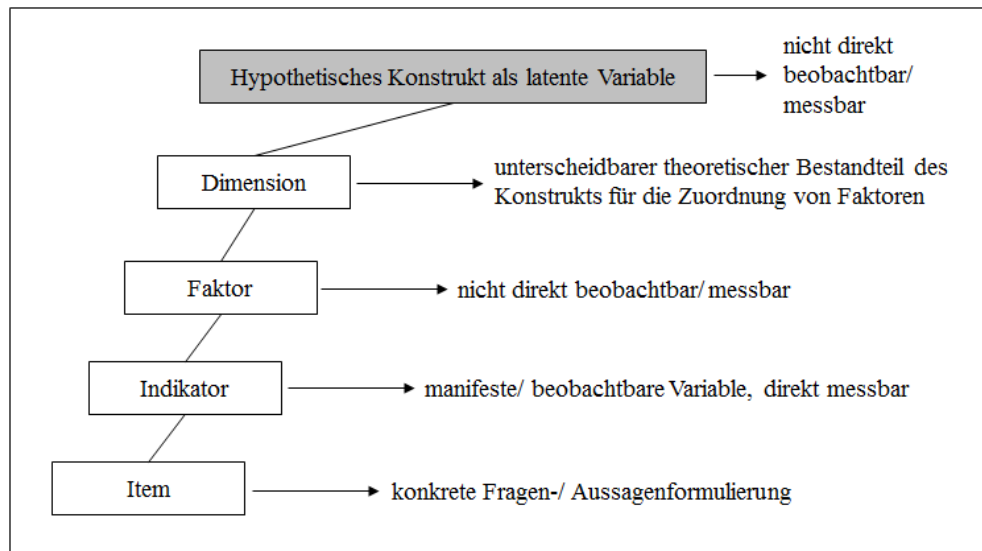 Hypothetisches Konstrukt als latente Variable
nicht direkt
beobachtbar/
messbar
Dimension
unterscheidbarer theoretischer Bestandteil des
Konstrukts für die Zuordnung von Faktoren
Faktor
nicht direkt beobachtbar/ messbar
Indikator
manifeste/ beobachtbare Variable, direkt messbar
Item
konkrete Fragen-/ Aussagenformulierung